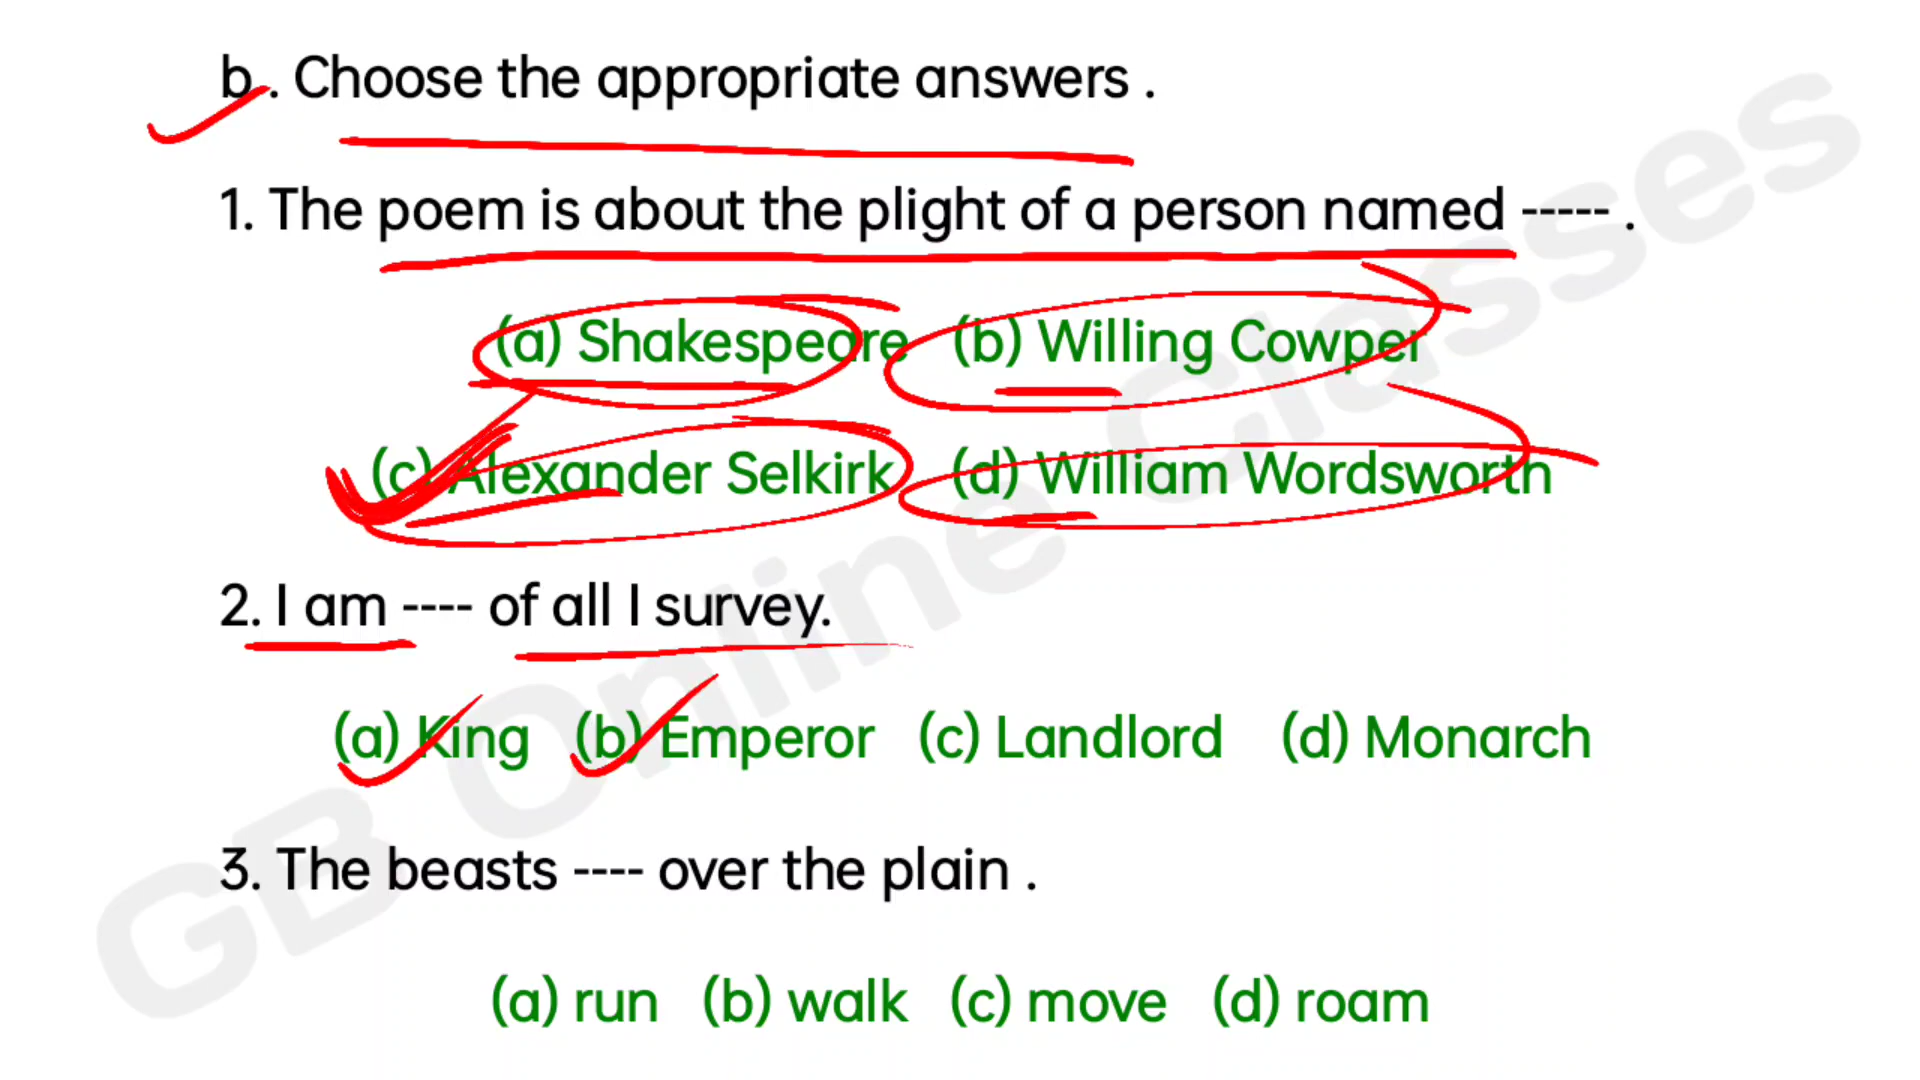 b . Choose the appropriate answers .
1. The poem is about the plight of a person named ----- .
(a) Shakespeare (b) Willing Cowper
(c) Alexander Selkirk (d) William Wordsworth
2. I am ---- of all I survey.
(a) King (b) Emperor (c) Landlord (d) Monarch
3. The beasts ---- over the plain .
(a) run (b) walk (c) move (d) roam
GB Online Classes